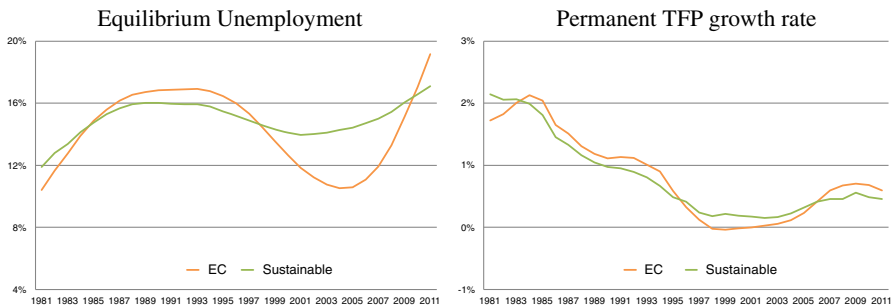 Equilibrium Unemployment
20%
16%
12%
8%
4%
EC Sustainable
1981 1983 1985 1987 1989 1991 1993 1995 1997 1999 2001 2003 2005 2007 2009 2011
Permanent TFP growth rate
3%
2%
1%
0%
-1%
EC Sustainable
1981 1983 1985 1987 1989 1991 1993 1995 1997 1999 2001 2003 2005 2007 2009 2011